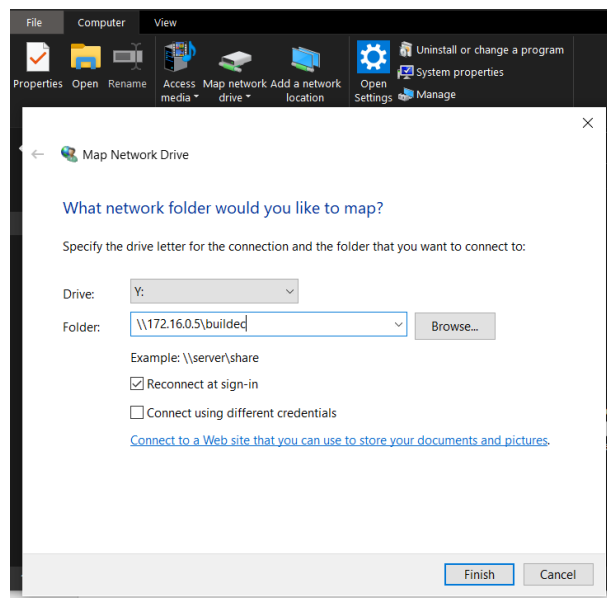 File Computer View
Properties Open Rename Access media Map network drive Add a network location Open Settings
Uninstall or change a program
System properties
Manage
Map Network Drive
What network folder would you like to map?
Specify the drive letter for the connection and the folder that you want to connect to:
Drive: Y:
Folder: \\172.16.0.5\buildec Browse...
Example: \\server\share
Reconnect at sign-in
Connect using different credentials
Connect to a Web site that you can use to store your documents and pictures.
Finish Cancel